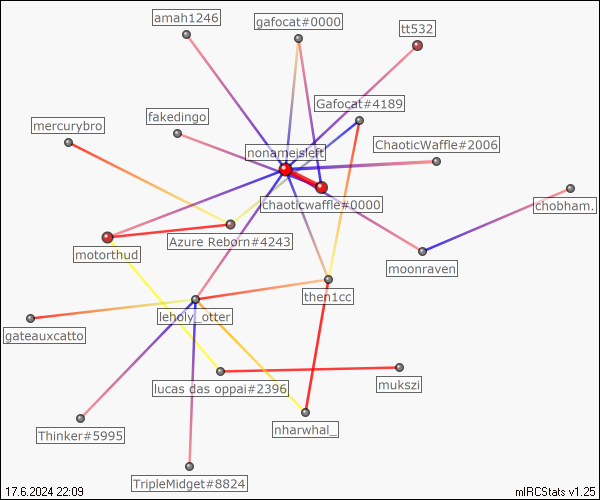 amah1246
gafocat#0000
tt532
Gafocat#4189
fakedingo
mercurybro
ChaoticWaffle#2006
nonameisleft
chaoticwaffle#0000
chobham.
Azure Reborn#4243
motorthud
moonraven
then1cc
leholy_otter
gateauxcatto
lucas das oppai#2396
mukszi
nharwhal_
Thinker#5995
TripleMidget#8824
17.6.2024 22:09
mIRCStats v1.25